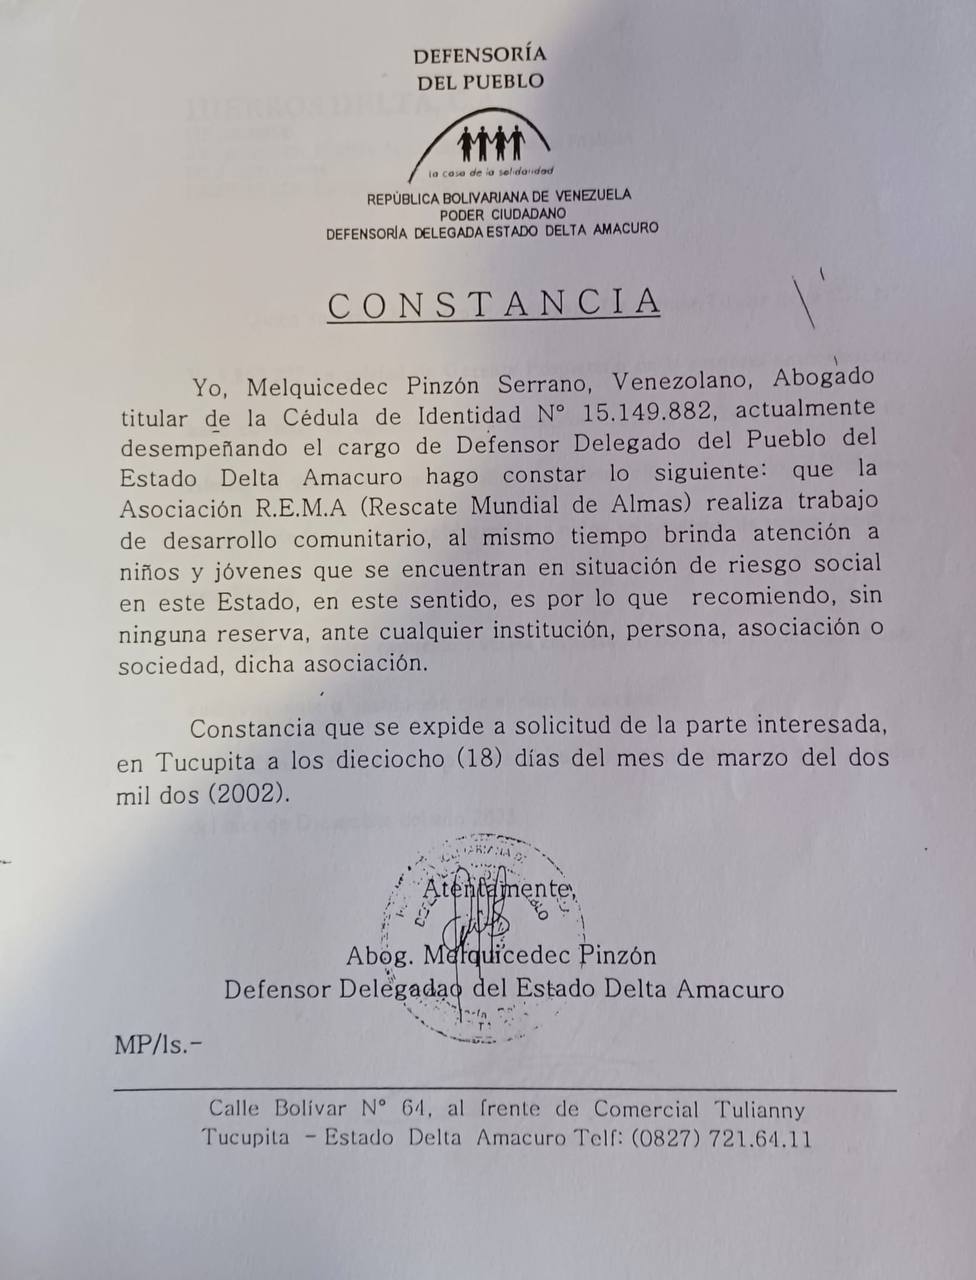 DEFENSORÍA
DEL PUEBLO
la casa de la solidaridad
REPÚBLICA BOLIVARIANA DE VENEZUELA
PODER CIUDADANO
DEFENSORÍA DELEGADA ESTADO DELTA AMACURO
CONSTANCIA
Yo, Melquicedec Pinzón Serrano, Venezolano, Abogado
titular de la Cédula de Identidad N° 15.149.882, actualmente
desempeñando el cargo de Defensor Delegado del Pueblo del
Estado Delta Amacuro hago constar lo siguiente: que la
Asociación R.E.M.A (Rescate Mundial de Almas) realiza trabajo
de desarrollo comunitario, al mismo tiempo brinda atención a
niños y jóvenes que se encuentran en situación de riesgo social
en este Estado, en este sentido, es por lo que recomiendo, sin
ninguna reserva, ante cualquier institución, persona, asociación o
sociedad, dicha asociación.
Constancia que se expide a solicitud de la parte interesada,
en Tucupita a los dieciocho (18) días del mes de marzo del dos
mil dos (2002).
Atentamente,
Abog. Melquicedec Pinzón
Defensor Delegadao del Estado Delta Amacuro
MP/ls.-
Calle Bolívar N° 64, al frente de Comercial Tulianny
Tucupita - Estado Delta Amacuro Telf: (0827) 721.64.11